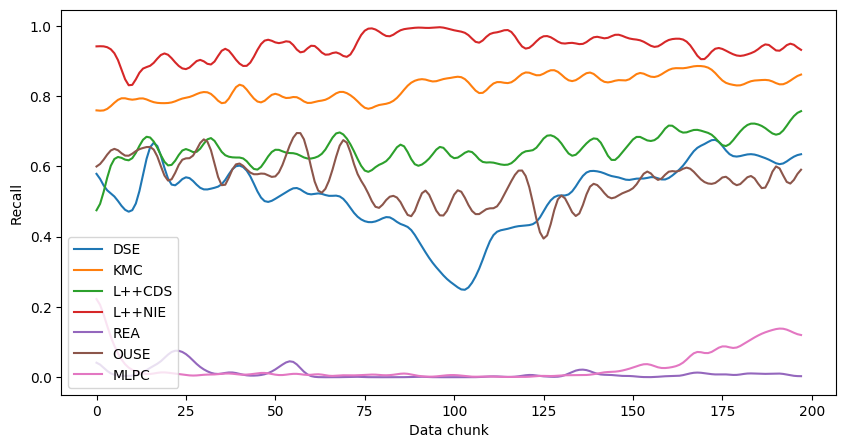 1.0
0.8
0.6
0.4
0.2
0.0
Recall
DSE
KMC
L++CDS
L++NIE
REA
OUSE
MLPC
0 25 50 75 100 125 150 175 200
Data chunk